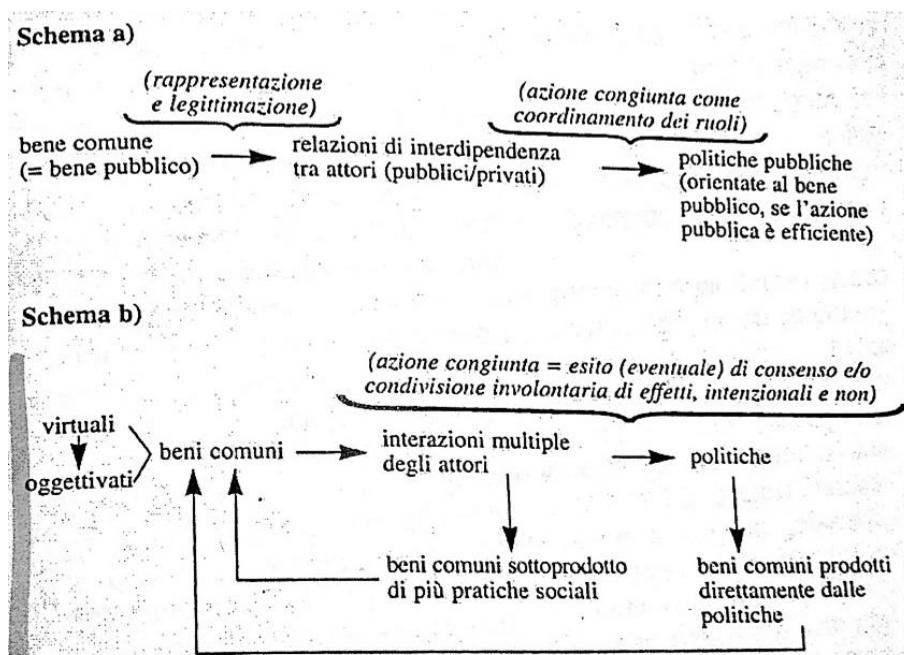 Schema a)
(rappresentazione
e legittimazione)
(azione congiunta come
coordinamento dei ruoli)
bene comune
(= bene pubblico)
relazioni di interdipendenza
tra attori (pubblici/privati)
politiche pubbliche
(orientate al bene
pubblico, se l'azione
pubblica è efficiente)
Schema b)
(azione congiunta = esito (eventuale) di consenso e/o
condivisione involontaria di effetti, intenzionali e non)
virtuali
oggettivati
beni comuni
interazioni multiple
degli attori
politiche
beni comuni sottoprodotto
di più pratiche sociali
beni comuni prodotti
direttamente dalle
politiche